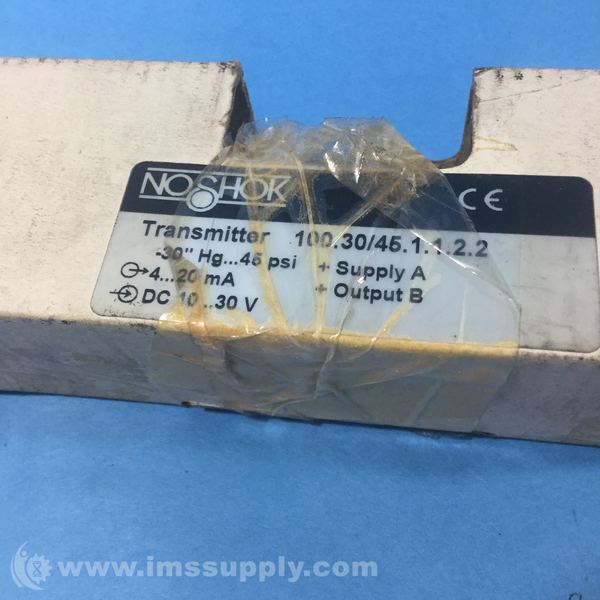 NOSHOK CE
Transmitter 100.30/45.1.1.2.2
-30" Hg...45 psi + Supply A
4...20 mA + Output B
DC 10...30 V
www.imssupply.com